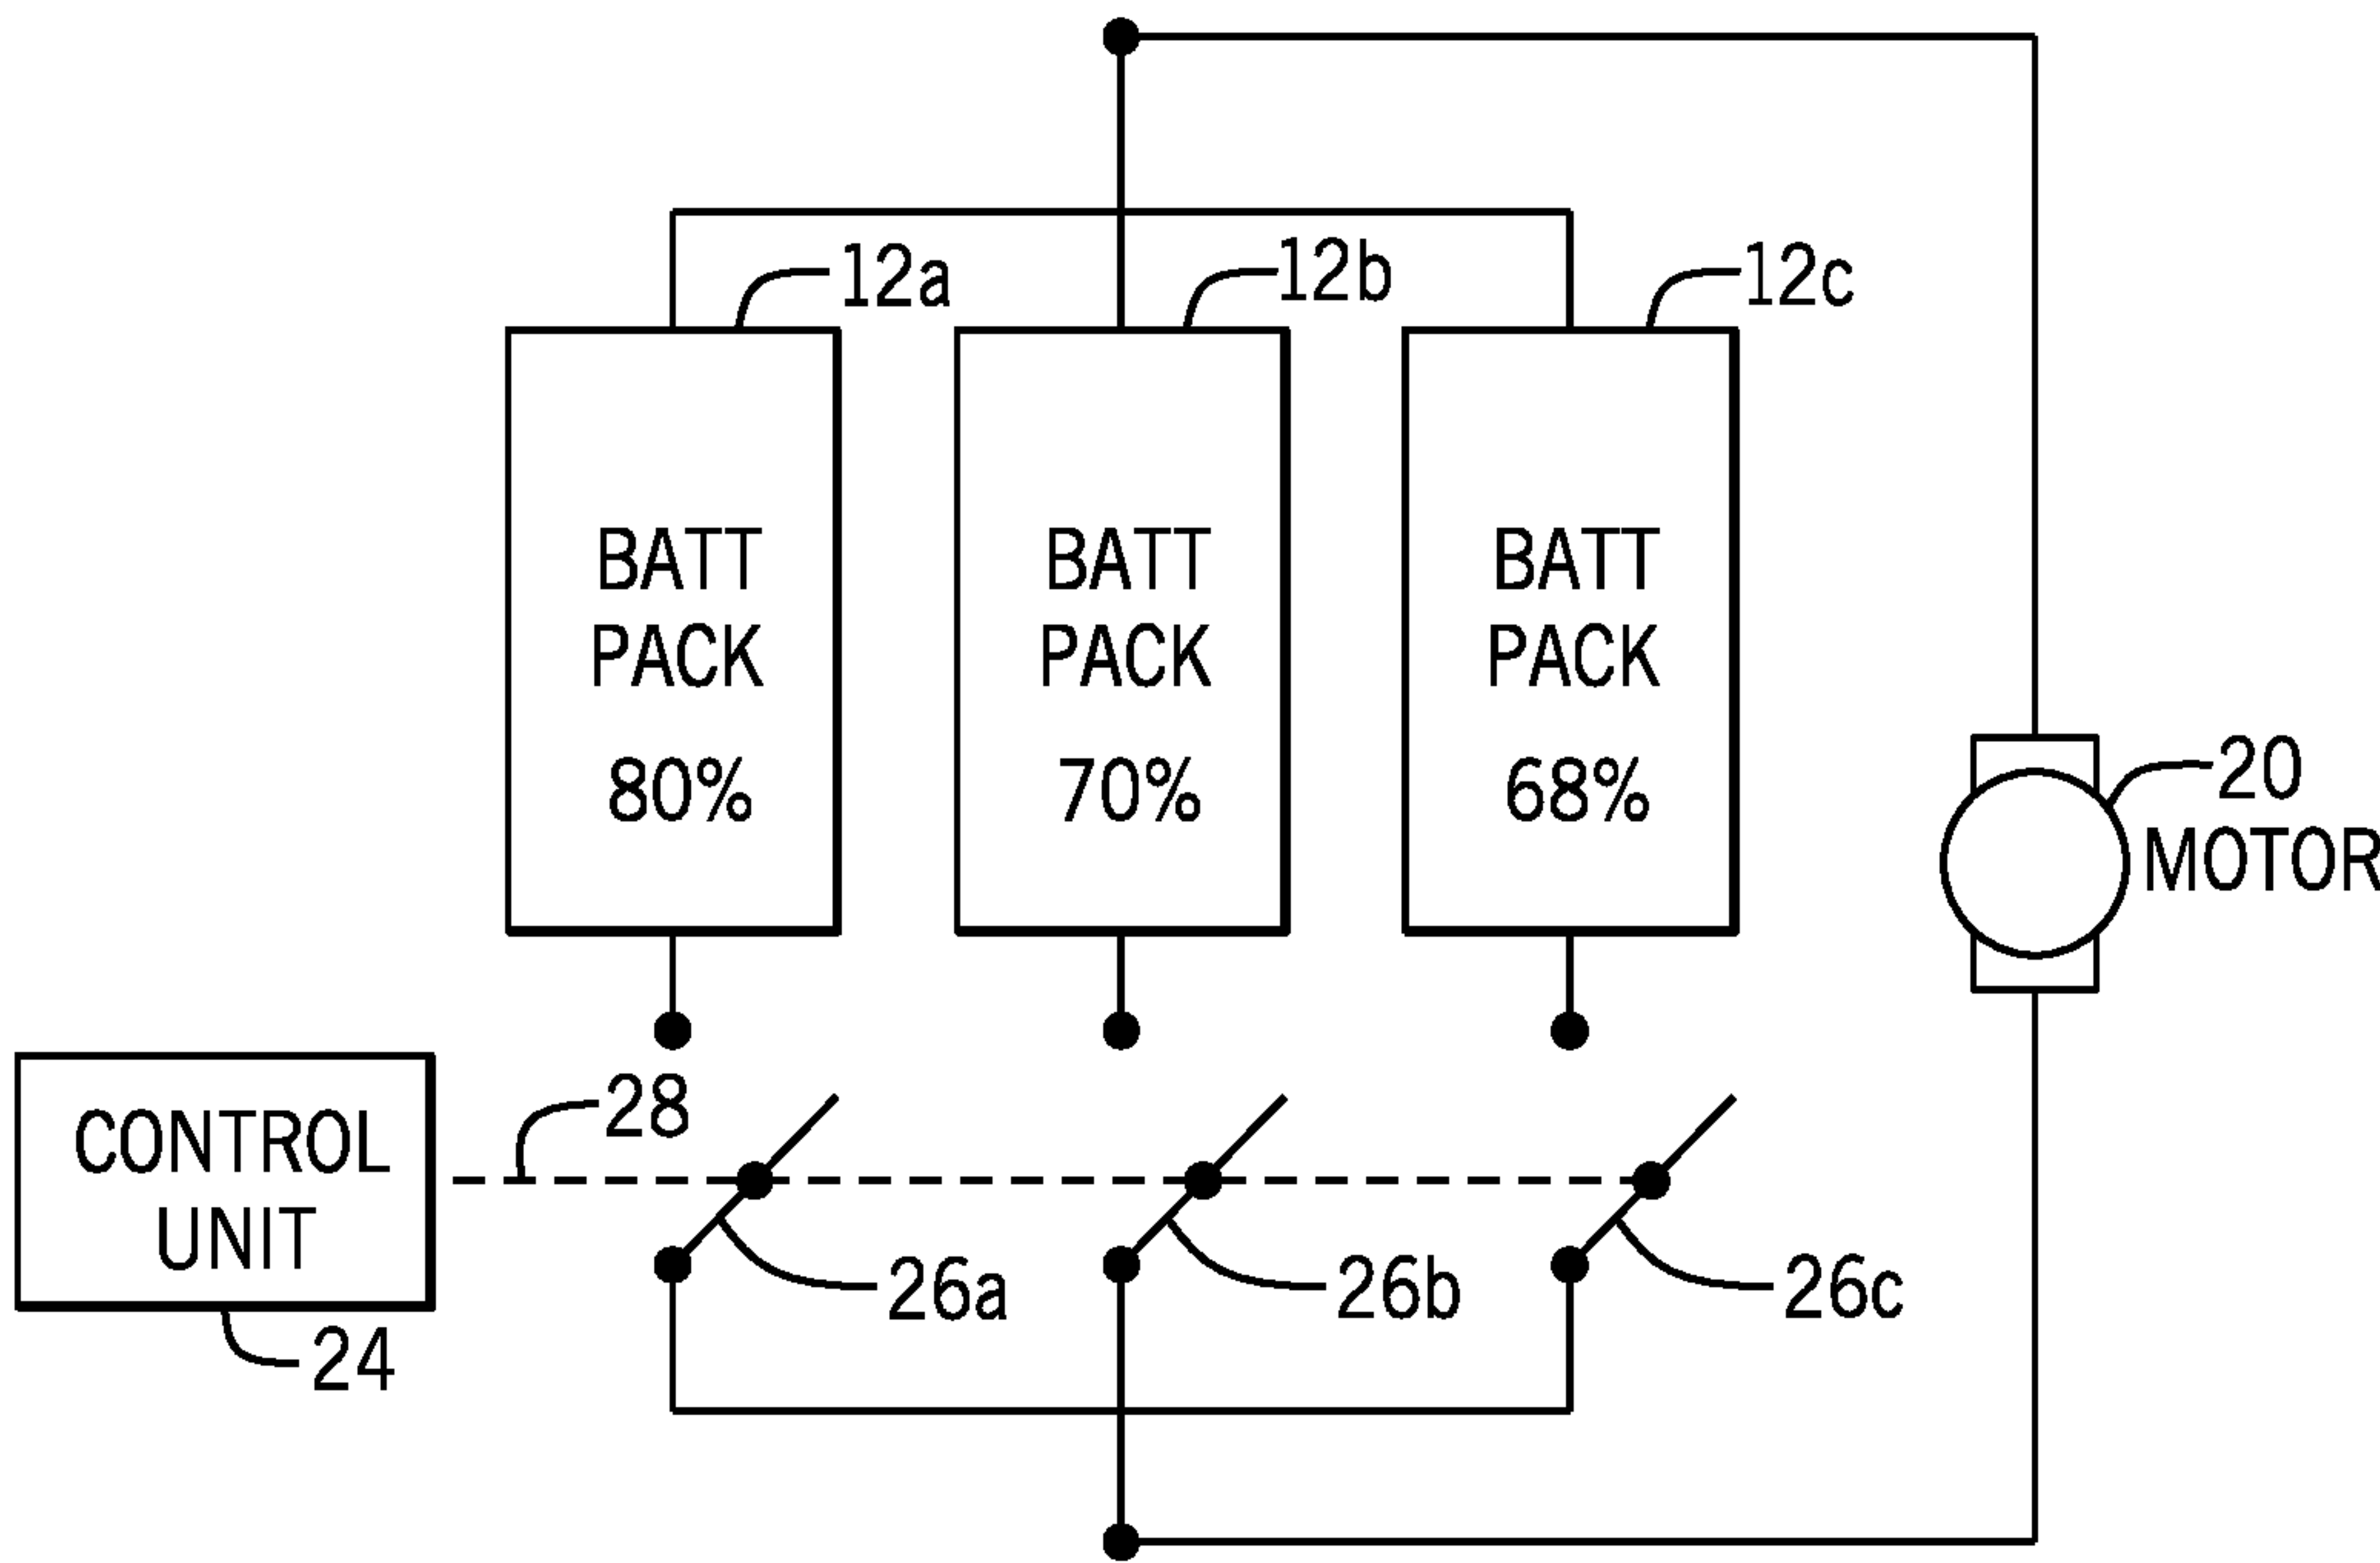 12a
12b
12c
BATT
PACK
80%
BATT
PACK
70%
BATT
PACK
68%
20
MOTOR
CONTROL
UNIT
24
28
26a
26b
26c